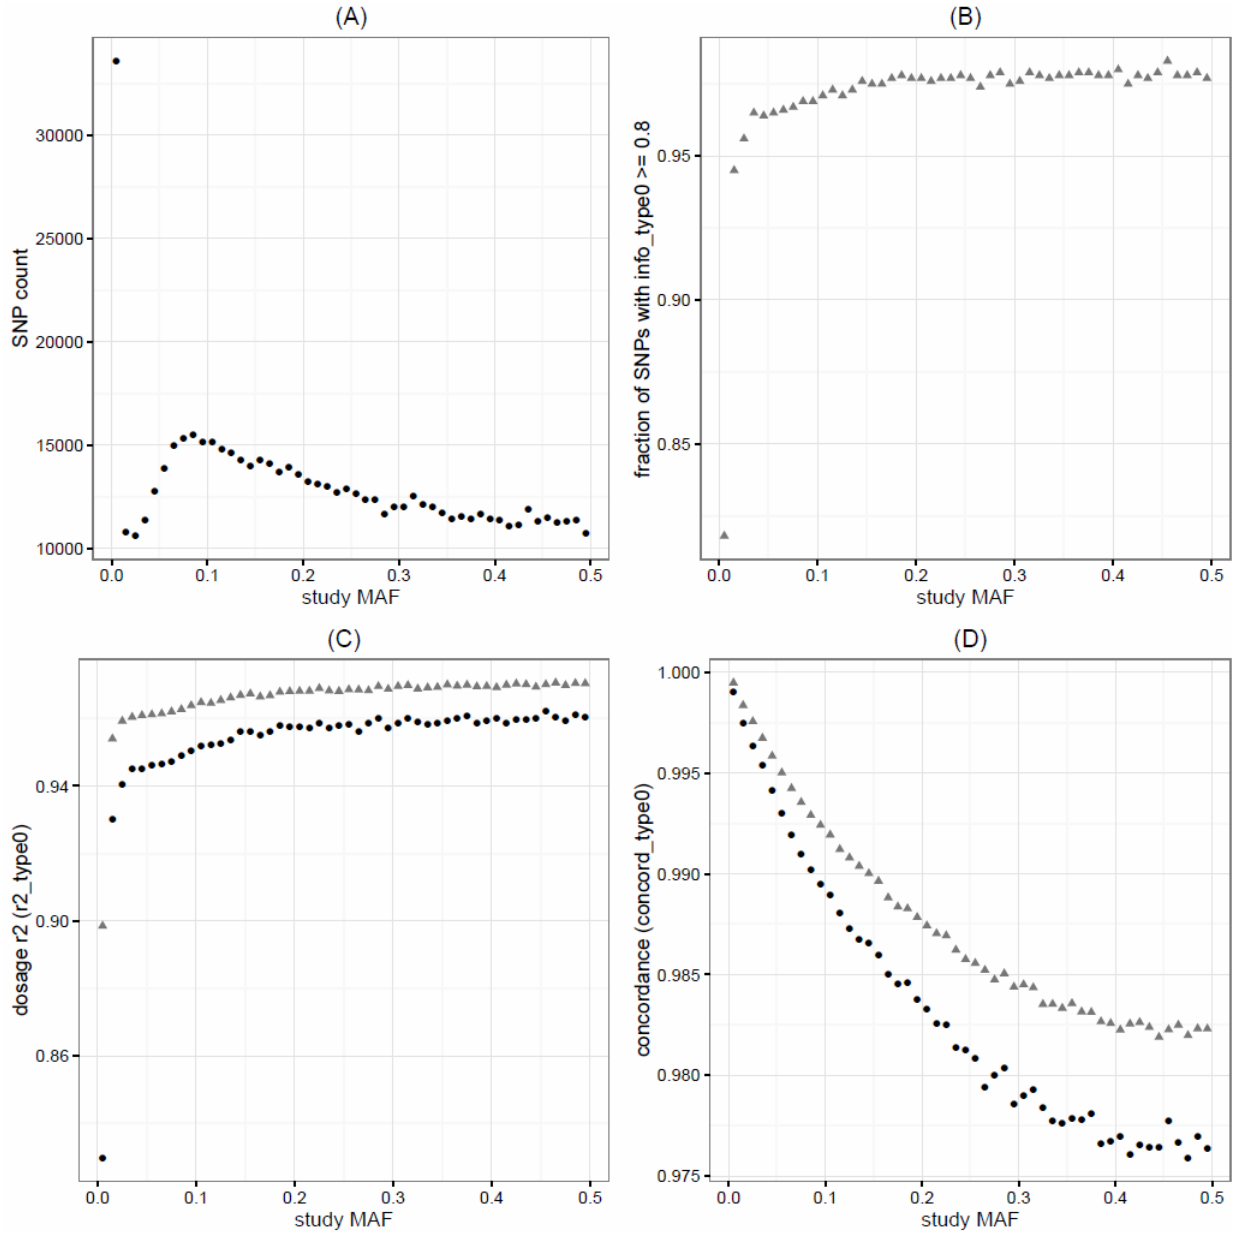 (A)
SNP count
30000
25000
20000
15000
10000
0.0 0.1 0.2 0.3 0.4 0.5
study MAF
(B)
fraction of SNPs with info_type0 >= 0.8
0.95
0.90
0.85
0.0 0.1 0.2 0.3 0.4 0.5
study MAF
(C)
dosage r2 (r2_type0)
0.94
0.90
0.86
0.0 0.1 0.2 0.3 0.4 0.5
study MAF
(D)
concordance (concord_type0)
1.000
0.995
0.990
0.985
0.980
0.975
0.0 0.1 0.2 0.3 0.4 0.5
study MAF